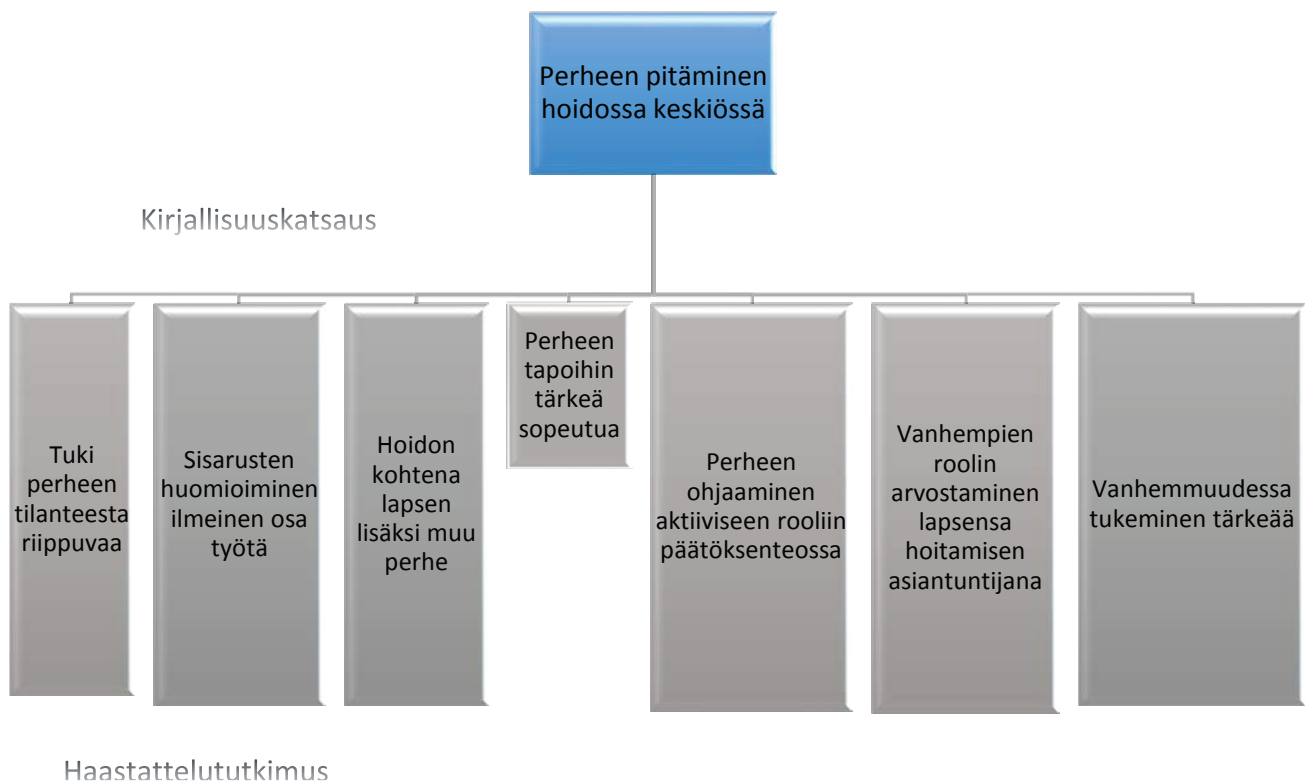 Perheen pitäminen
hoidossa keskiössä
Kirjallisuuskatsaus
Tuki
perheen
tilanteesta
riippuvaa
Sisarusten
huomioiminen
ilmeinen osa
työtä
Hoidon
kohtena
lapsen
lisäksi muu
perhe
Perheen
tapoihin
tärkeä
sopeutua
Perheen
ohjaaminen
aktiiviseen rooliin
päätöksenteossa
Vanhempien
roolin
arvostaminen
lapsensa
hoitamisen
asiantuntijana
Vanhemmuudessa
tukeminen tärkeää
Haastattelututkimus